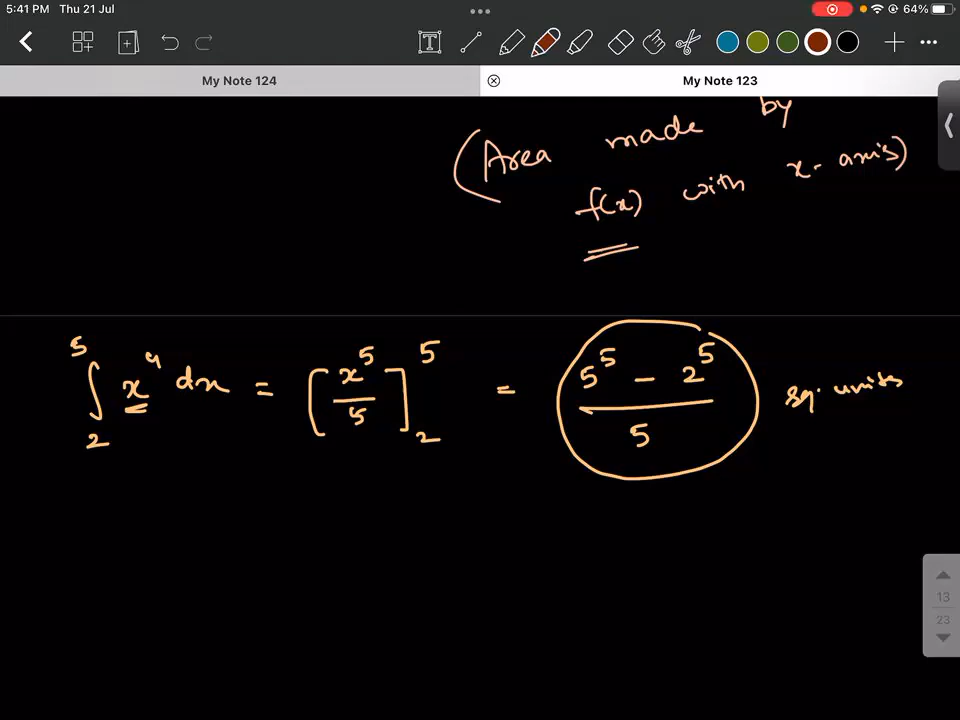 5:41 PM Thu 21 Jul 64%
My Note 124 My Note 123
(Area made by
f(x) with x-axis)
∫₂⁵ x⁴ dx = [x⁵/5]₂⁵ = (5⁵ - 2⁵)/5 sq. units
13
23